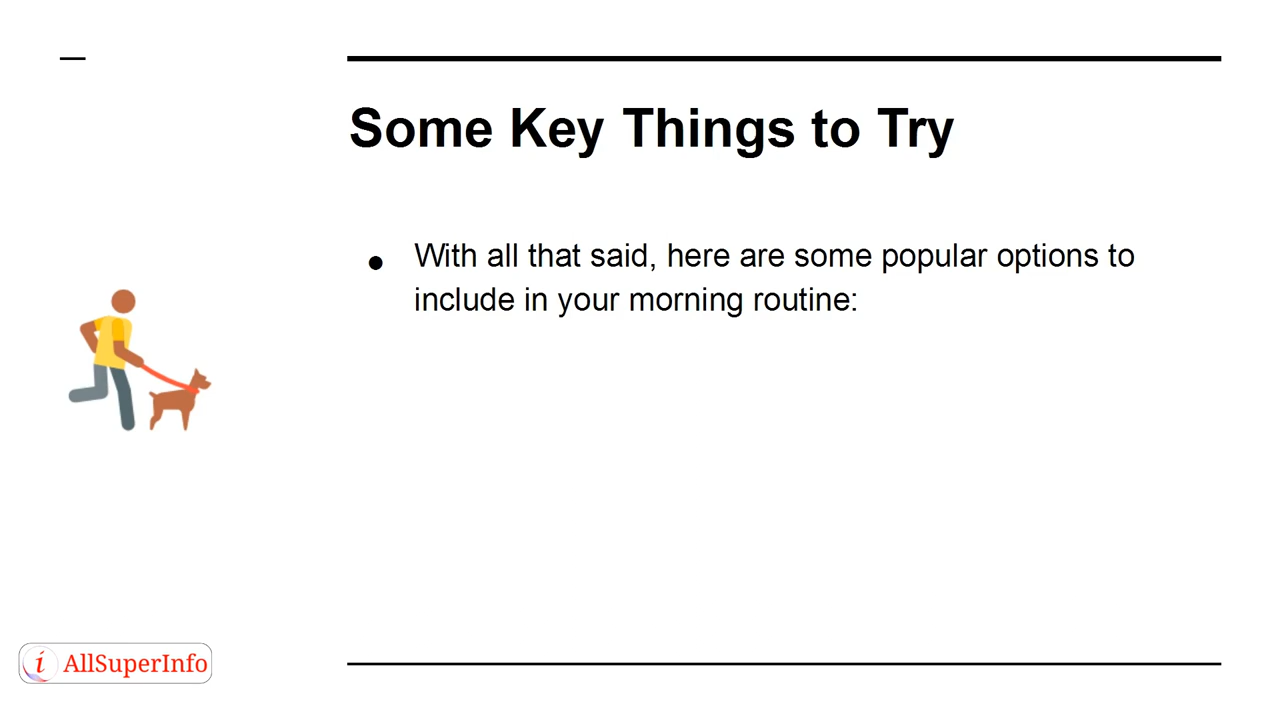 Some Key Things to Try
● With all that said, here are some popular options to
include in your morning routine:
i AllSuperInfo